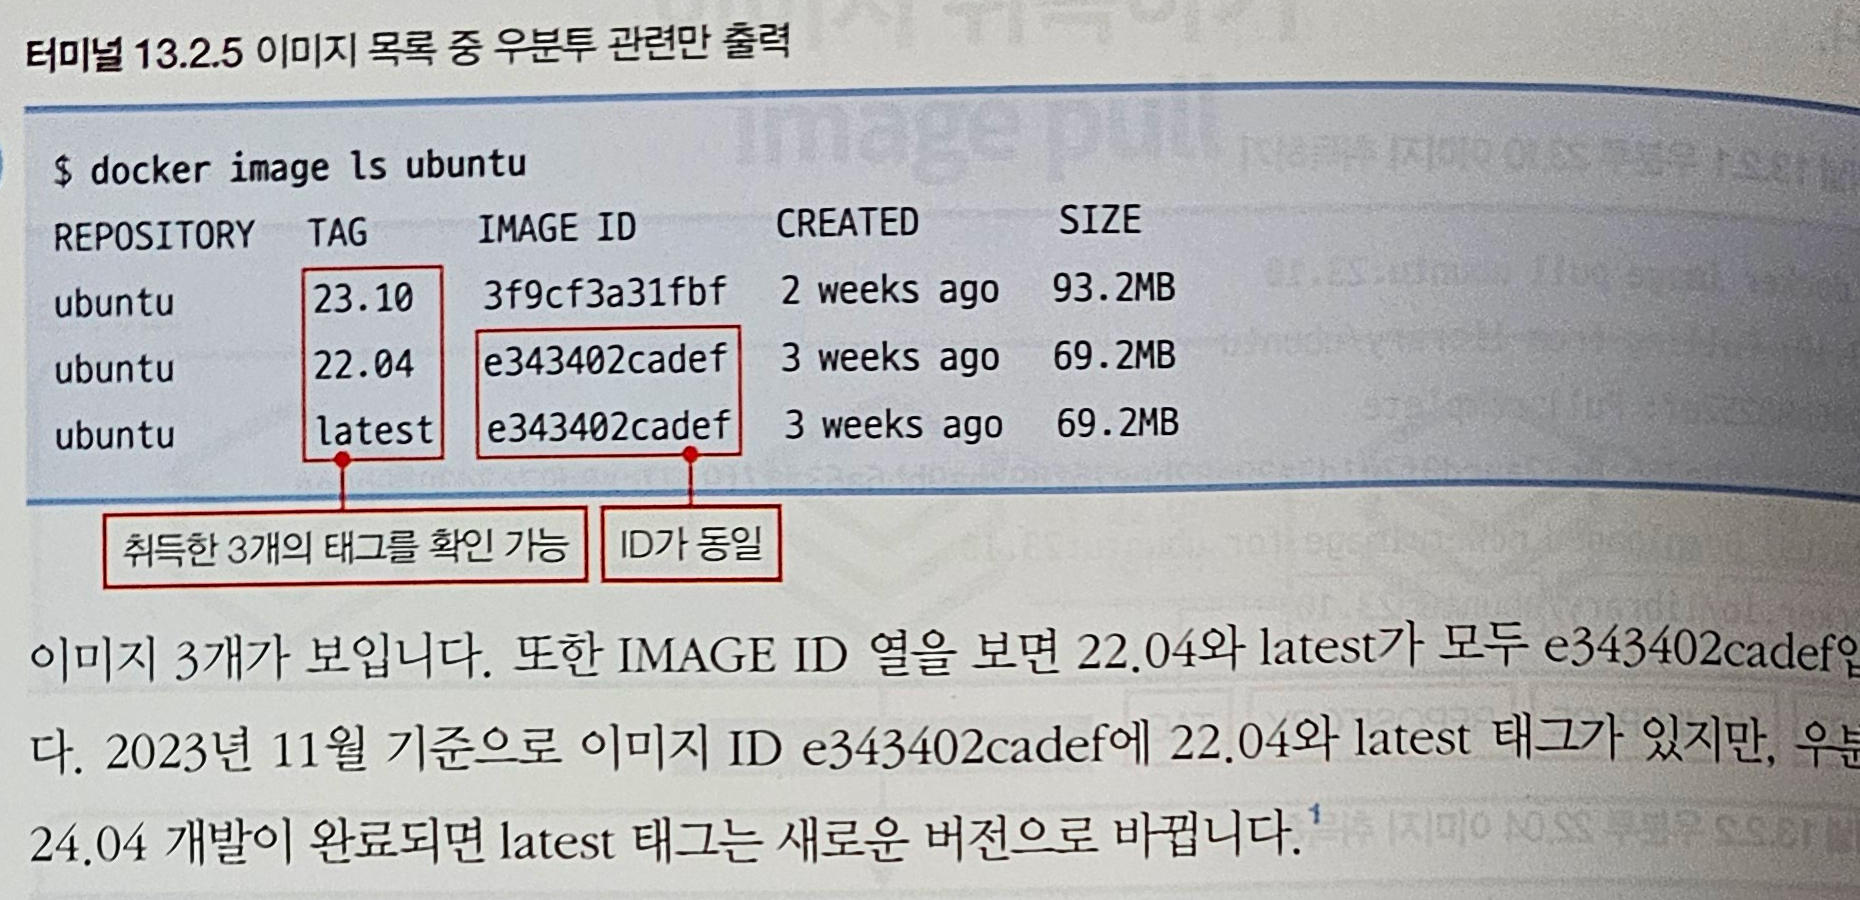 터미널 13.2.5 이미지 목록 중 우분투 관련만 출력
$ docker image ls ubuntu
REPOSITORY TAG IMAGE ID CREATED SIZE
ubuntu 23.10 3f9cf3a31fbf 2 weeks ago 93.2MB
ubuntu 22.04 e343402cadef 3 weeks ago 69.2MB
ubuntu latest e343402cadef 3 weeks ago 69.2MB
취득한 3개의 태그를 확인 가능 ID가 동일
이미지 3개가 보입니다. 또한 IMAGE ID 열을 보면 22.04와 latest가 모두 e343402cadef입
다. 2023년 11월 기준으로 이미지 ID e343402cadef에 22.04와 latest 태그가 있지만, 우분
24.04 개발이 완료되면 latest 태그는 새로운 버전으로 바뀝니다.1